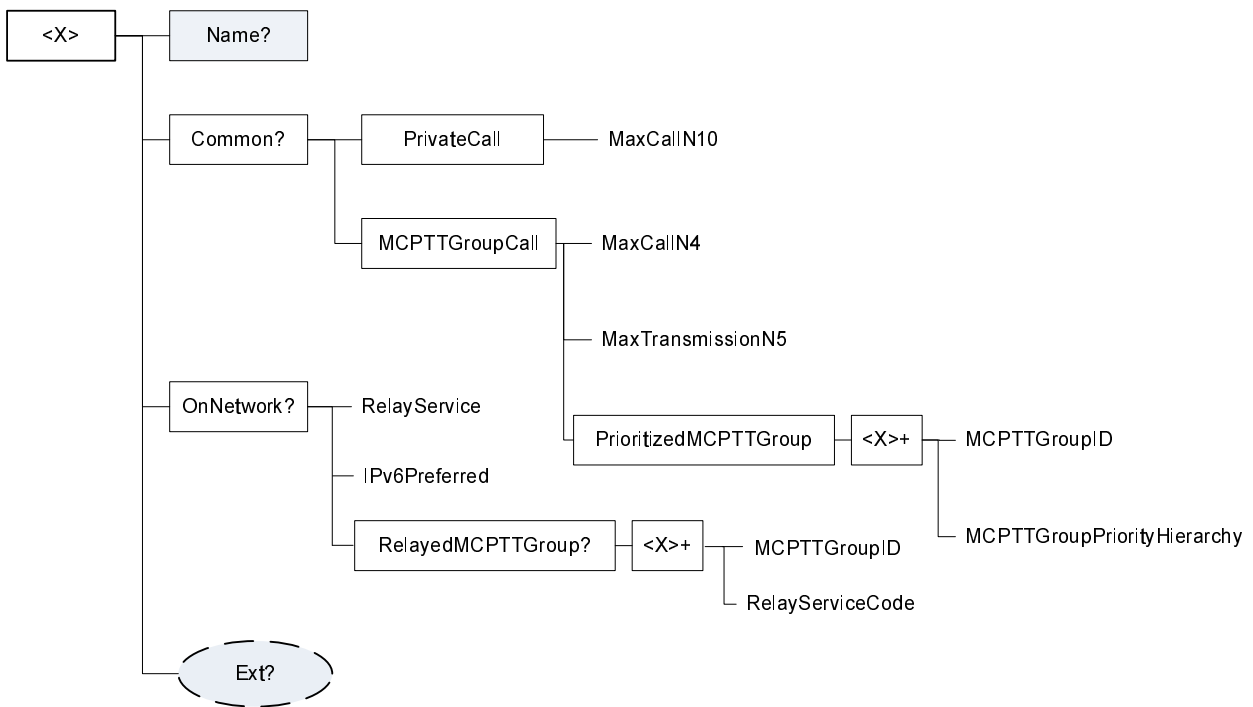 <X>
Name?
Common?
PrivateCall
MaxCallN10
MCPTTGroupCall
MaxCallN4
MaxTransmissionN5
OnNetwork?
RelayService
PrioritizedMCPTTGroup
<X>+
MCPTTGroupID
IPv6Preferred
MCPTTGroupPriorityHierarchy
RelayedMCPTTGroup?
<X>+
MCPTTGroupID
RelayServiceCode
Ext?